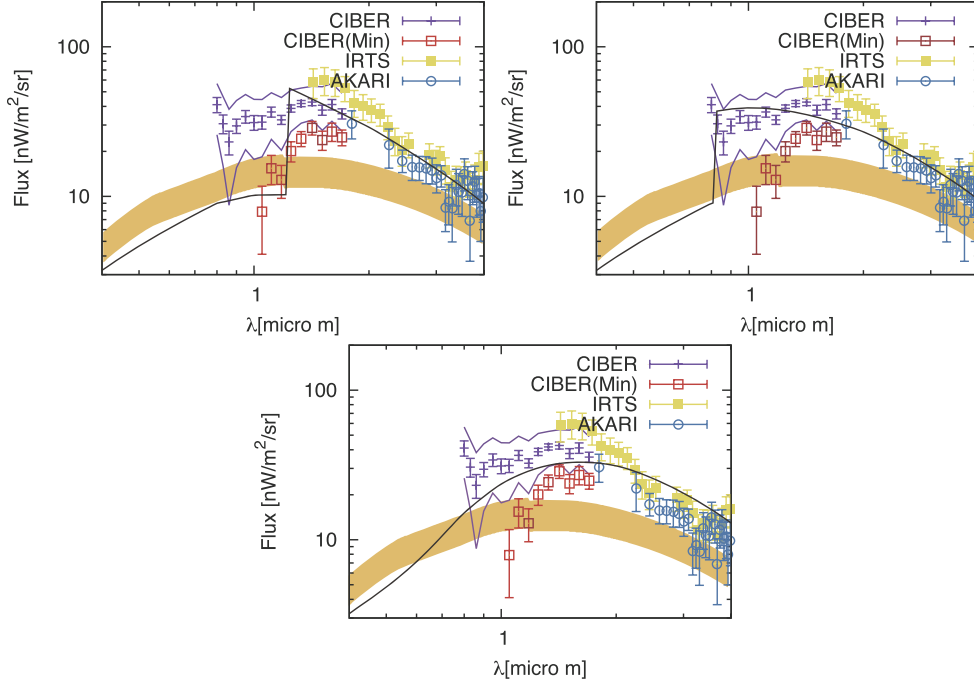 CIBER
CIBER(Min)
IRTS
AKARI
100
10
Flux [nW/m²/sr]
1
λ[micro m]
CIBER
CIBER(Min)
IRTS
AKARI
100
10
Flux [nW/m²/sr]
1
λ[micro m]
CIBER
CIBER(Min)
IRTS
AKARI
100
10
Flux [nW/m²/sr]
1
λ[micro m]